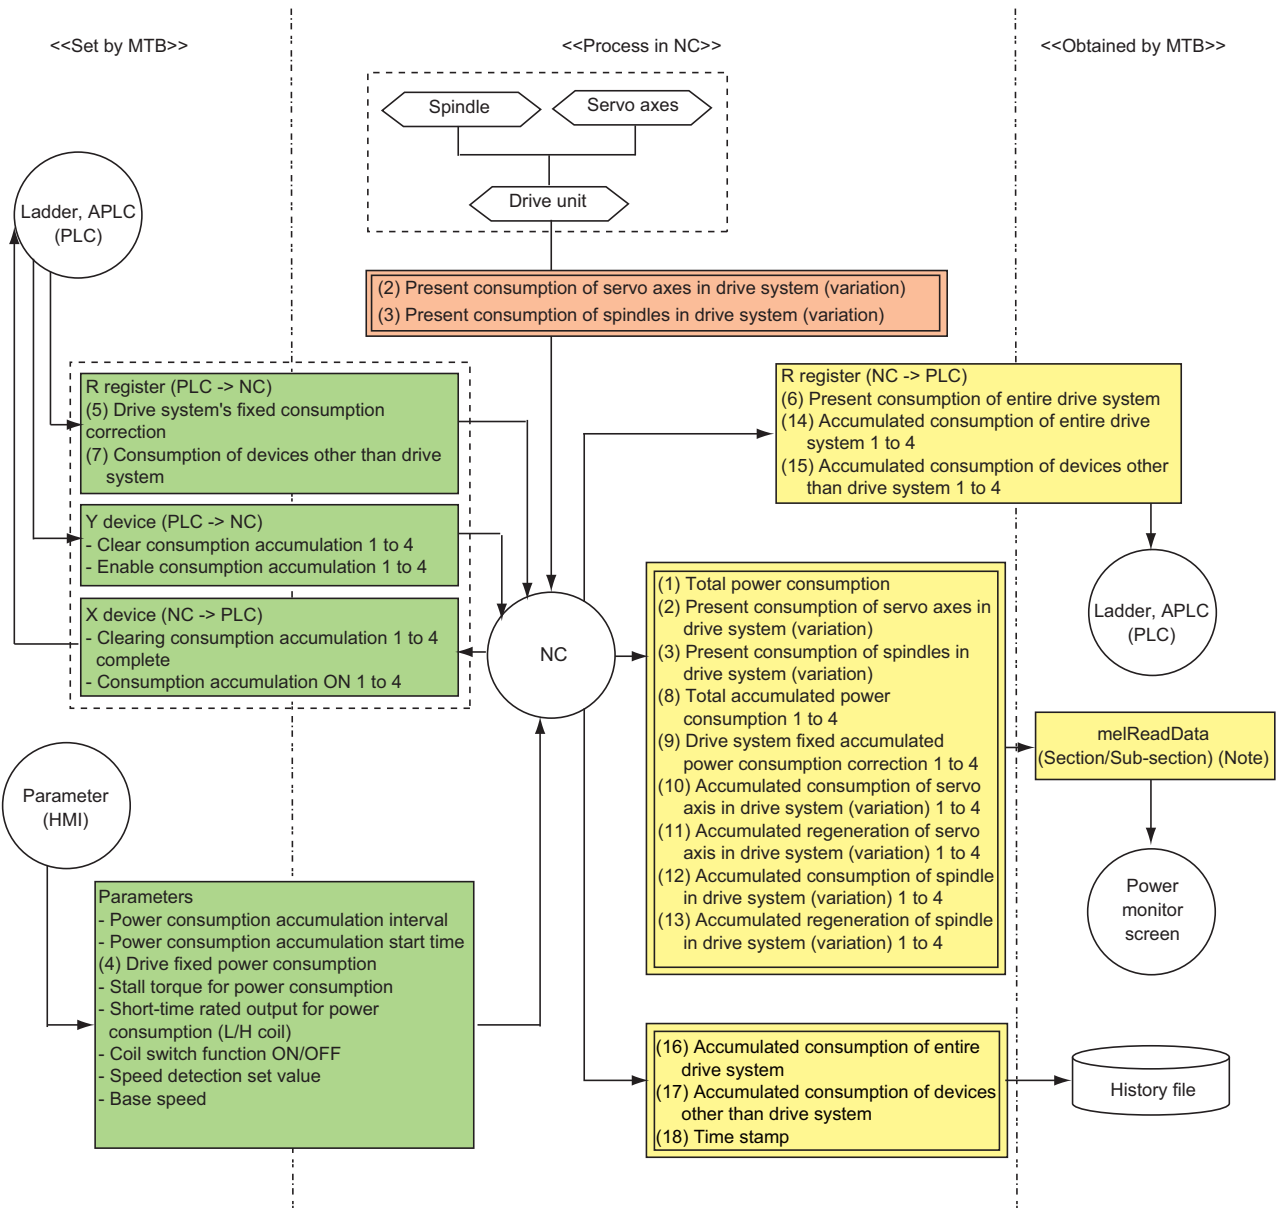 <<Set by MTB>>
<<Process in NC>>
<<Obtained by MTB>>
Spindle
Servo axes
Drive unit
Ladder, APLC
(PLC)
(2) Present consumption of servo axes in drive system (variation)
(3) Present consumption of spindles in drive system (variation)
R register (PLC -> NC)
(5) Drive system's fixed consumption
correction
(7) Consumption of devices other than drive
system
Y device (PLC -> NC)
- Clear consumption accumulation 1 to 4
- Enable consumption accumulation 1 to 4
X device (NC -> PLC)
- Clearing consumption accumulation 1 to 4
complete
- Consumption accumulation ON 1 to 4
NC
R register (NC -> PLC)
(6) Present consumption of entire drive system
(14) Accumulated consumption of entire drive
system 1 to 4
(15) Accumulated consumption of devices other
than drive system 1 to 4
Ladder, APLC
(PLC)
(1) Total power consumption
(2) Present consumption of servo axes in
drive system (variation)
(3) Present consumption of spindles in
drive system (variation)
(8) Total accumulated power
consumption 1 to 4
(9) Drive system fixed accumulated
power consumption correction 1 to 4
(10) Accumulated consumption of servo
axis in drive system (variation) 1 to 4
(11) Accumulated regeneration of servo
axis in drive system (variation) 1 to 4
(12) Accumulated consumption of spindle
in drive system (variation) 1 to 4
(13) Accumulated regeneration of spindle
in drive system (variation) 1 to 4
melReadData
(Section/Sub-section) (Note)
Power
monitor
screen
Parameter
(HMI)
Parameters
- Power consumption accumulation interval
- Power consumption accumulation start time
(4) Drive fixed power consumption
- Stall torque for power consumption
- Short-time rated output for power
consumption (L/H coil)
- Coil switch function ON/OFF
- Speed detection set value
- Base speed
(16) Accumulated consumption of entire
drive system
(17) Accumulated consumption of devices
other than drive system
(18) Time stamp
History file